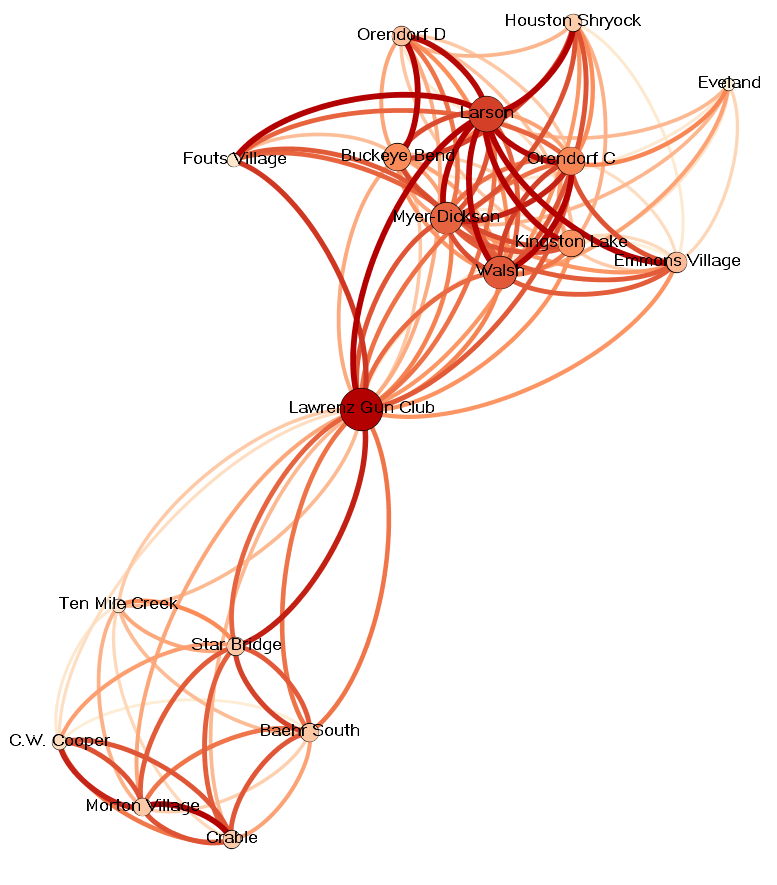 Houston Shryock
Orendorf D
Eveland
Larson
Fouts Village
Buckeye Bend
Orendorf C
Myer-Dickson
Kingston Lake
Emmons Village
Walsh
Lawrenz Gun Club
Ten Mile Creek
Star Bridge
Baehr South
C.W. Cooper
Morton Village
Crable